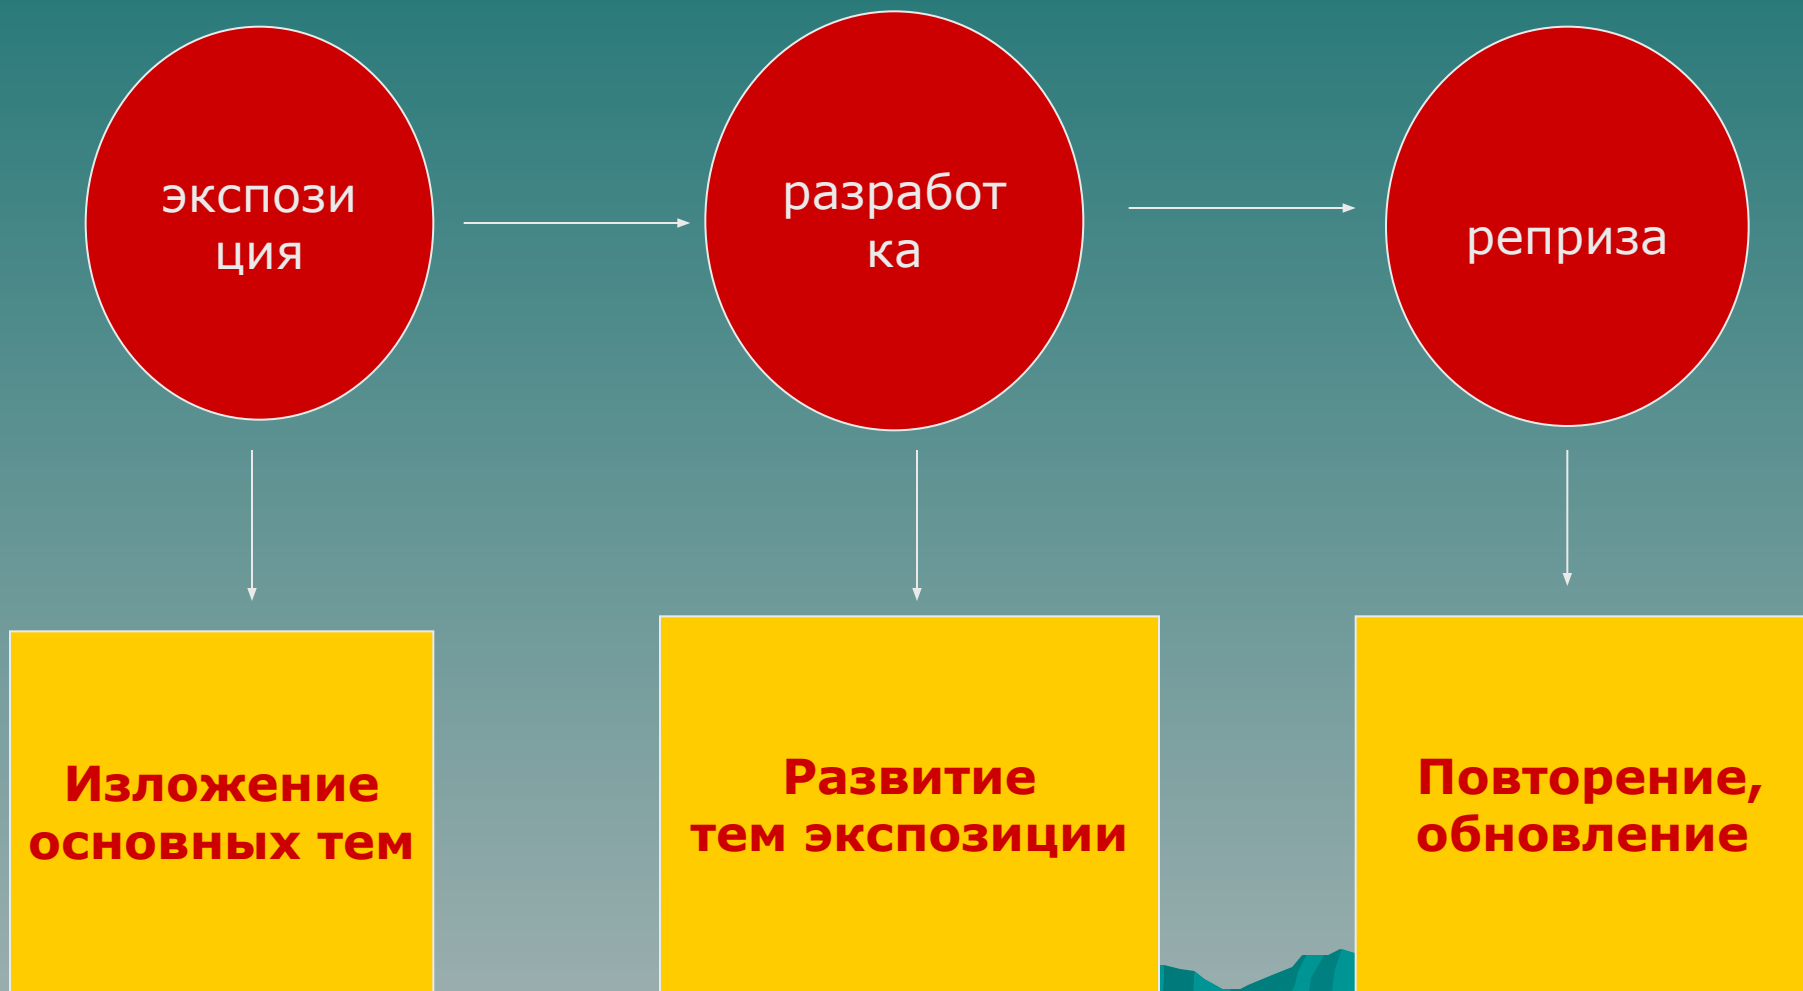 экспози
ция
разработ
ка
реприза
Изложение
основных тем
Развитие
тем экспозиции
Повторение,
обновление